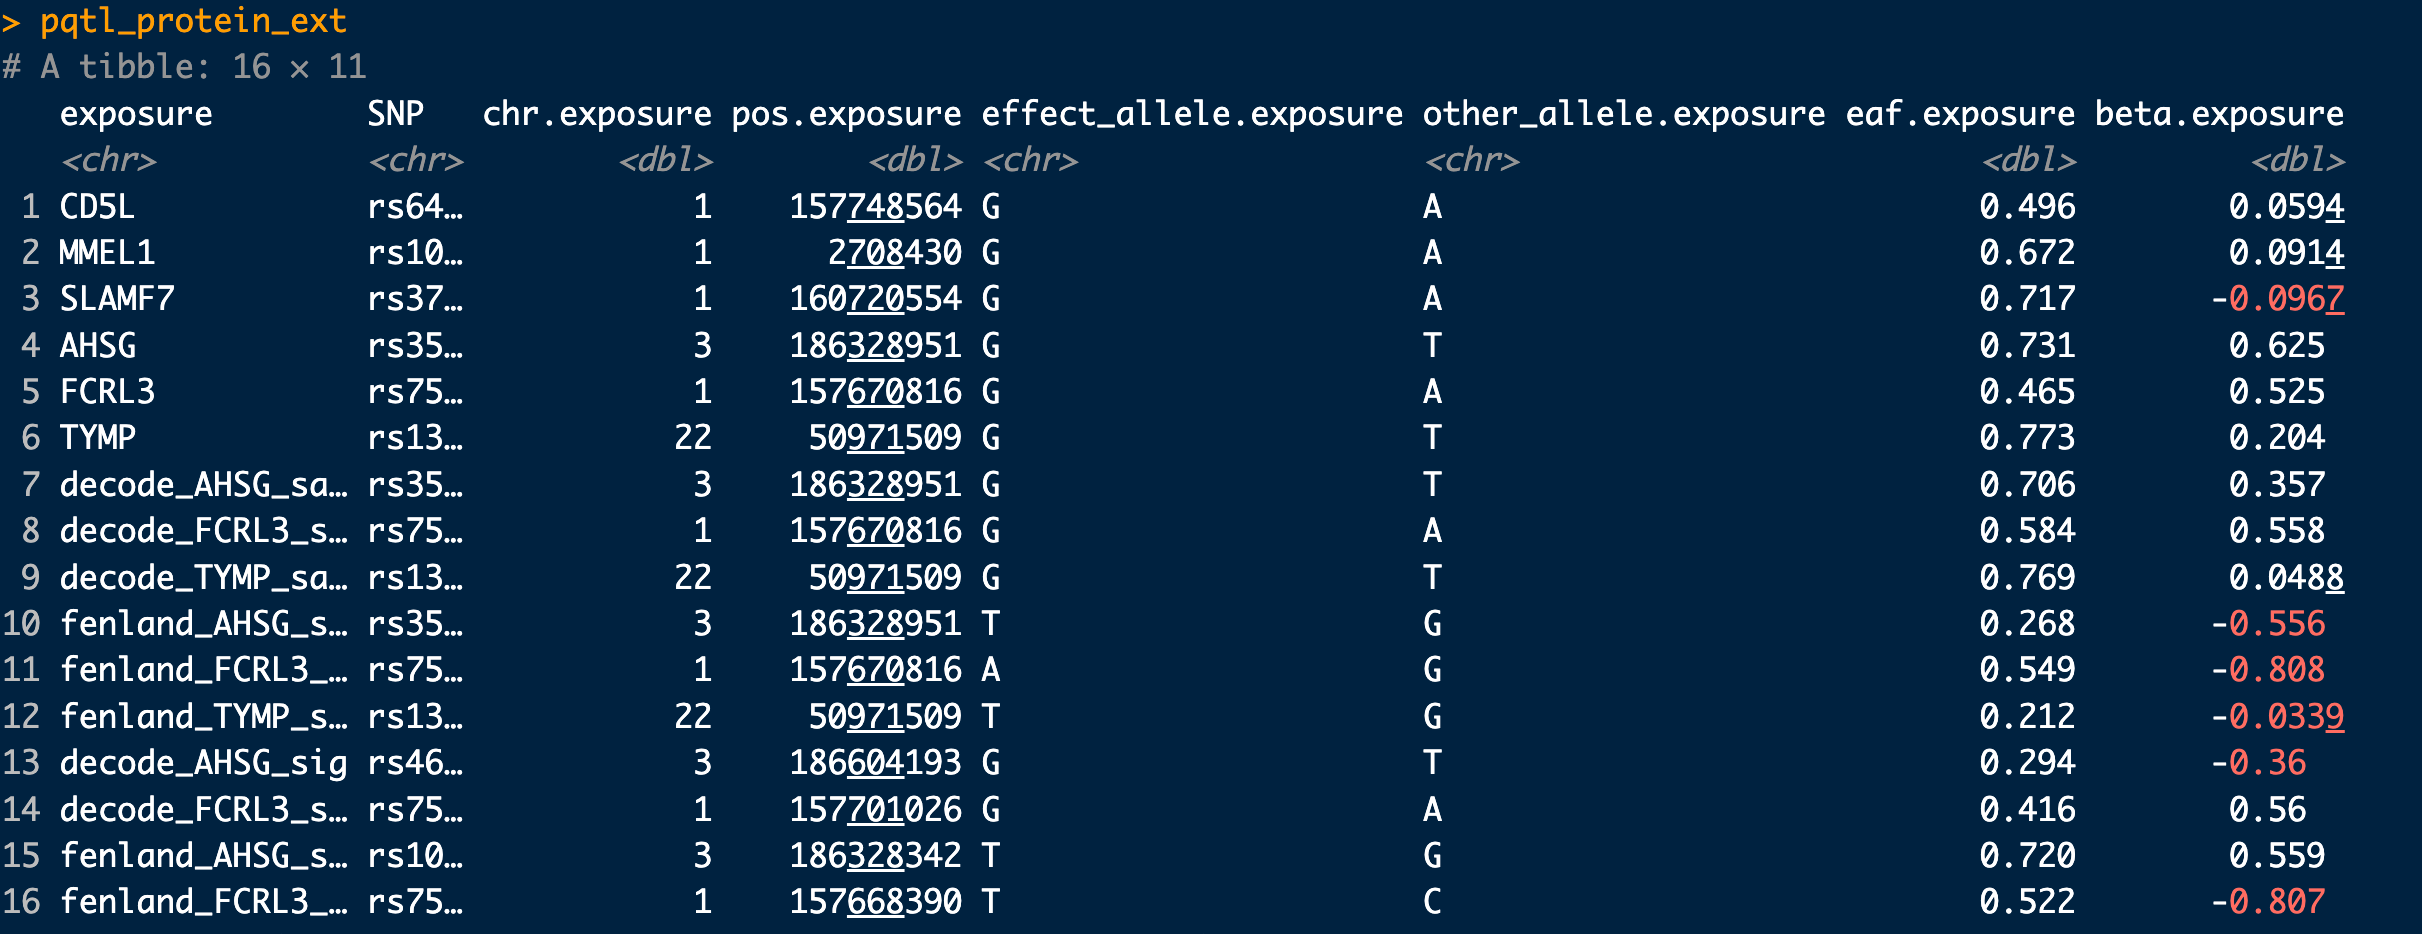 > pqtl_protein_ext
# A tibble: 16 × 11
exposure SNP chr.exposure pos.exposure effect_allele.exposure other_allele.exposure eaf.exposure beta.exposure
<chr> <chr> <dbl> <dbl> <chr> <chr> <dbl> <dbl>
1 CD5L rs64… 1 157748564 G A 0.496 0.0594
2 MMEL1 rs10… 1 2708430 G A 0.672 0.0914
3 SLAMF7 rs37… 1 160720554 G A 0.717 -0.0967
4 AHSG rs35… 3 186328951 G T 0.731 0.625
5 FCRL3 rs75… 1 157670816 G A 0.465 0.525
6 TYMP rs13… 22 50971509 G T 0.773 0.204
7 decode_AHSG_sa… rs35… 3 186328951 G T 0.706 0.357
8 decode_FCRL3_s… rs75… 1 157670816 G A 0.584 0.558
9 decode_TYMP_sa… rs13… 22 50971509 G T 0.769 0.0488
10 fenland_AHSG_s… rs35… 3 186328951 T G 0.268 -0.556
11 fenland_FCRL3_… rs75… 1 157670816 A G 0.549 -0.808
12 fenland_TYMP_s… rs13… 22 50971509 T G 0.212 -0.0339
13 decode_AHSG_sig rs46… 3 186604193 G T 0.294 -0.36
14 decode_FCRL3_s… rs75… 1 157701026 G A 0.416 0.56
15 fenland_AHSG_s… rs10… 3 186328342 T G 0.720 0.559
16 fenland_FCRL3_… rs75… 1 157668390 T C 0.522 -0.807